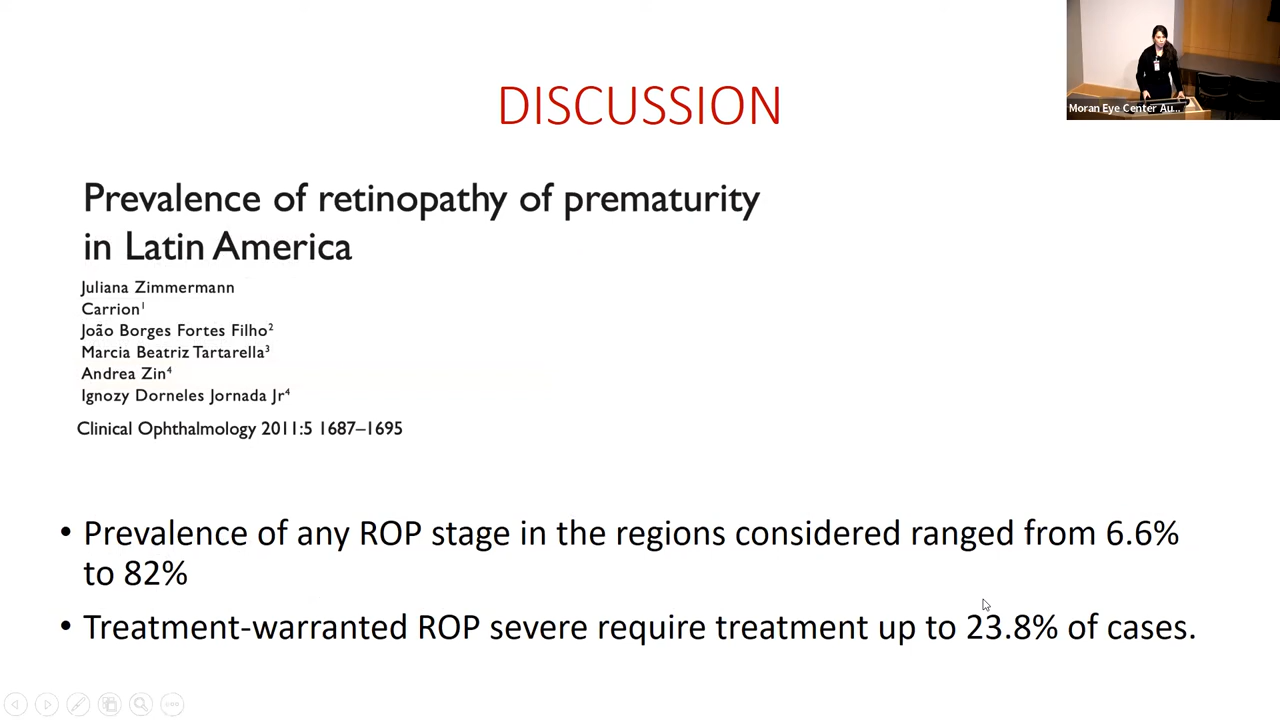 DISCUSSION
Moran Eye Center Au...
Prevalence of retinopathy of prematurity
in Latin America
Juliana Zimmermann
Carrion¹
João Borges Fortes Filho²
Marcia Beatriz Tartarella³
Andrea Zin⁴
Ignozy Dorneles Jornada Jr⁴
Clinical Ophthalmology 2011:5 1687–1695
• Prevalence of any ROP stage in the regions considered ranged from 6.6%
to 82%
• Treatment-warranted ROP severe require treatment up to 23.8% of cases.